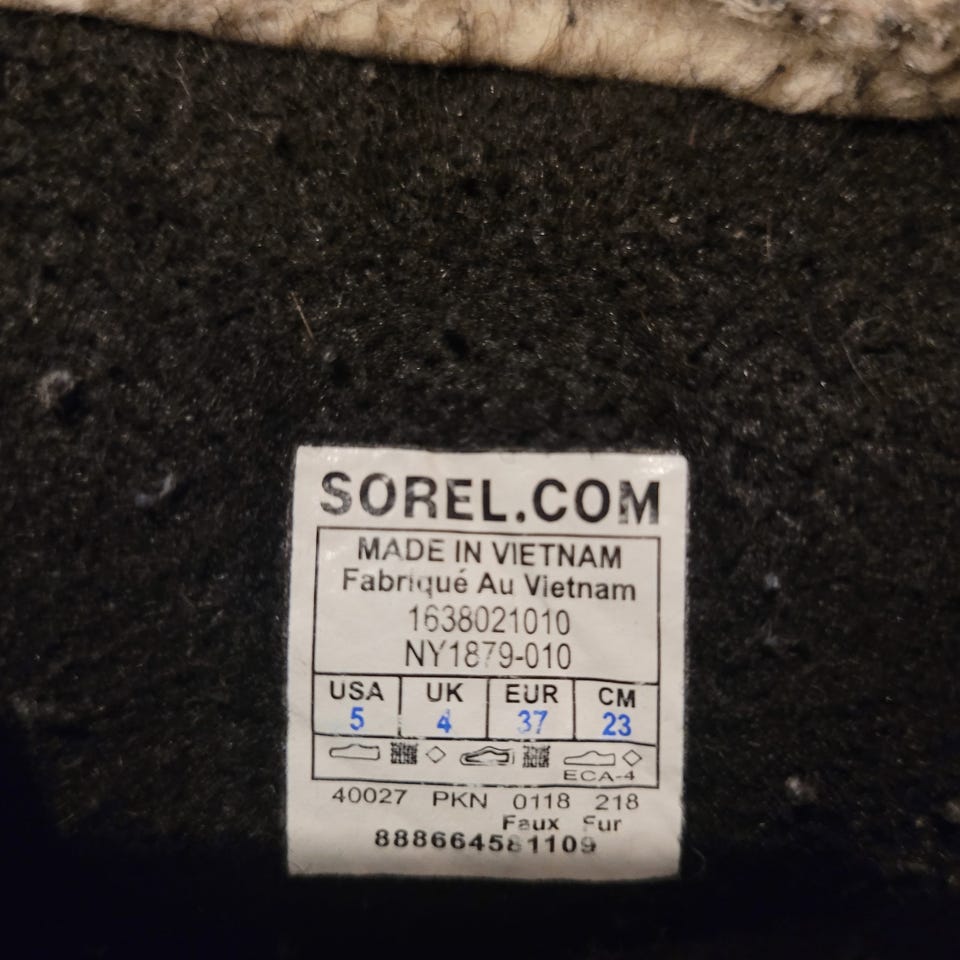 SOREL.COM
MADE IN VIETNAM
Fabriqué Au Vietnam
1638021010
NY1879-010
USA UK EUR CM
5 4 37 23
ECA-4
40027 PKN 0118 218
Faux Fur
888664581109